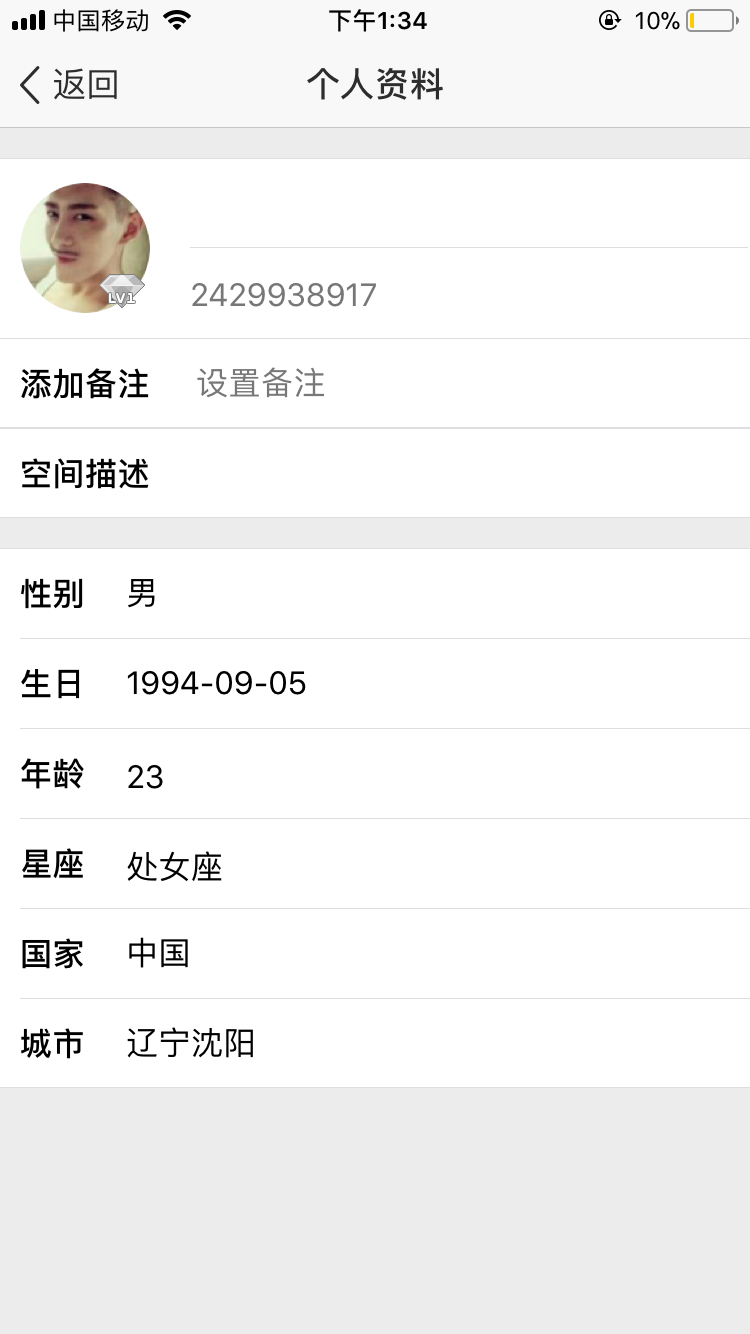 中国移动 下午1:34 10%
返回 个人资料
LV1
2429938917
添加备注 设置备注
空间描述
性别 男
生日 1994-09-05
年龄 23
星座 处女座
国家 中国
城市 辽宁沈阳